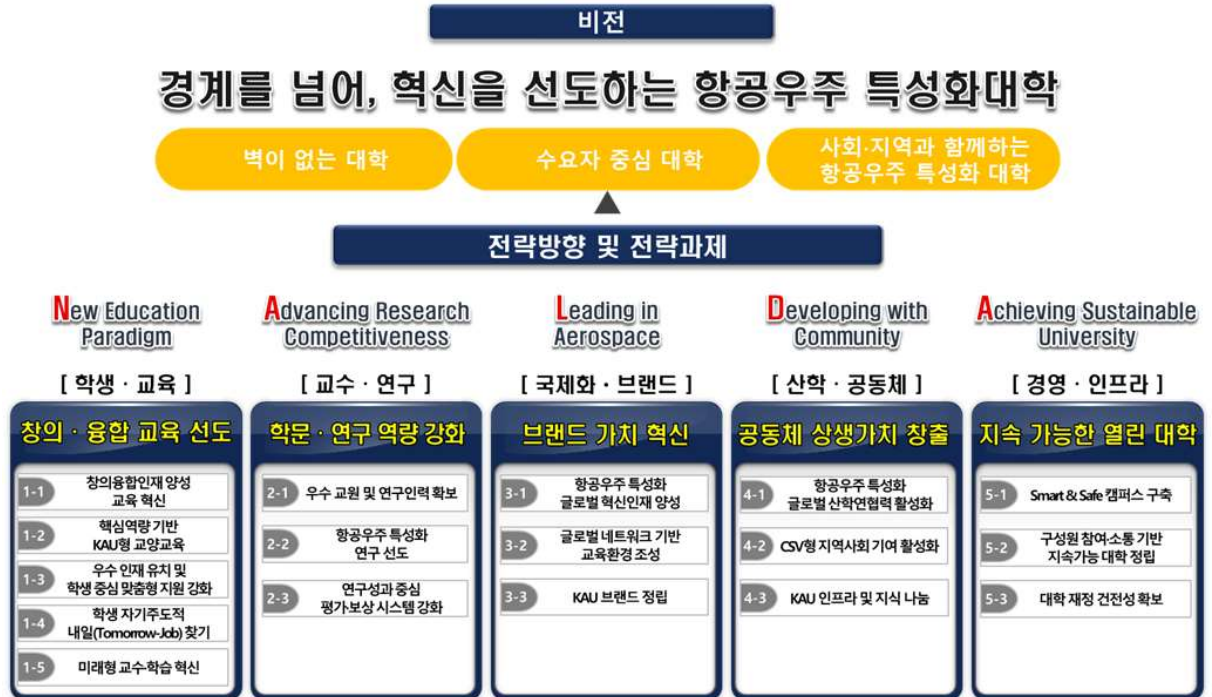 비전
경계를 넘어, 혁신을 선도하는 항공우주 특성화대학
벽이 없는 대학
수요자 중심 대학
사회·지역과 함께하는
항공우주 특성화 대학
전략방향 및 전략과제
New Education
Paradigm
[ 학생 · 교육 ]
창의 · 융합 교육 선도
1-1
창의융합인재 양성
교육 혁신
1-2
핵심역량 기반
KAU형 교양교육
1-3
우수 인재 유치 및
학생 중심 맞춤형 지원 강화
1-4
학생 자기주도적
내일(Tomorrow-Job) 찾기
1-5
미래형 교수·학습 혁신
Advancing Research
Competitiveness
[ 교수 · 연구 ]
학문 · 연구 역량 강화
2-1
우수 교원 및 연구인력 확보
2-2
항공우주 특성화
연구 선도
2-3
연구성과 중심
평가·보상 시스템 강화
Leading in
Aerospace
[ 국제화 · 브랜드 ]
브랜드 가치 혁신
3-1
항공우주 특성화
글로벌 혁신인재 양성
3-2
글로벌 네트워크 기반
교육환경 조성
3-3
KAU 브랜드 정립
Developing with
Community
[ 산학 · 공동체 ]
공동체 상생가치 창출
4-1
항공우주 특성화
글로벌 산학연협력 활성화
4-2
CSV형 지역사회 기여 활성화
4-3
KAU 인프라 및 지식 나눔
Achieving Sustainable
University
[ 경영 · 인프라 ]
지속 가능한 열린 대학
5-1
Smart & Safe 캠퍼스 구축
5-2
구성원 참여·소통 기반
지속가능 대학 정립
5-3
대학 재정 건전성 확보